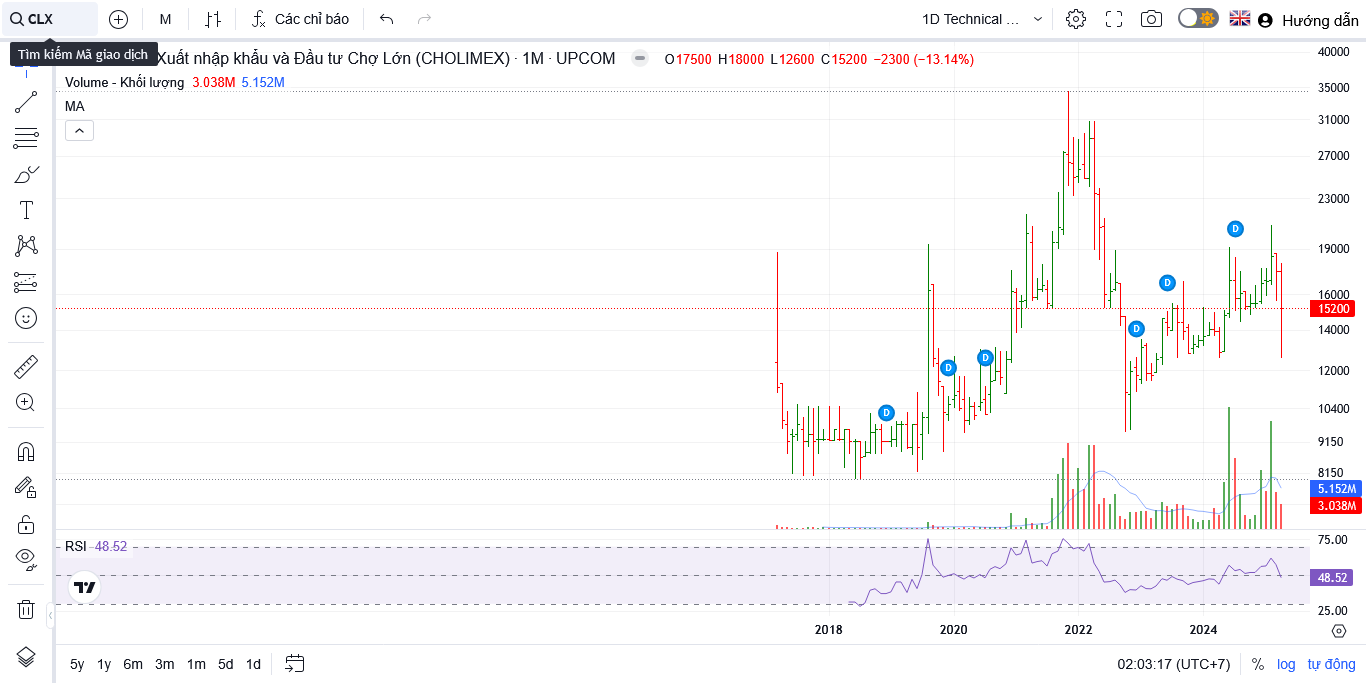 CLX M Các chỉ báo 1D Technical ... Hướng dẫn
Tìm kiếm Mã giao dịch
Xuất nhập khẩu và Đầu tư Chợ Lớn (CHOLIMEX) · 1M · UPCOM O17500 H18000 L12600 C15200 −2300 (−13.14%)
Volume - Khối lượng 3.038M 5.152M
MA
40000
35000
31000
27000
23000
19000
16000
15200
14000
12000
10400
9150
8150
5.152M
3.038M
D
D
D
D
D
D
RSI 48.52
75.00
48.52
25.00
2018 2020 2022 2024
5y 1y 6m 3m 1m 5d 1d 02:03:17 (UTC+7) % log tự động